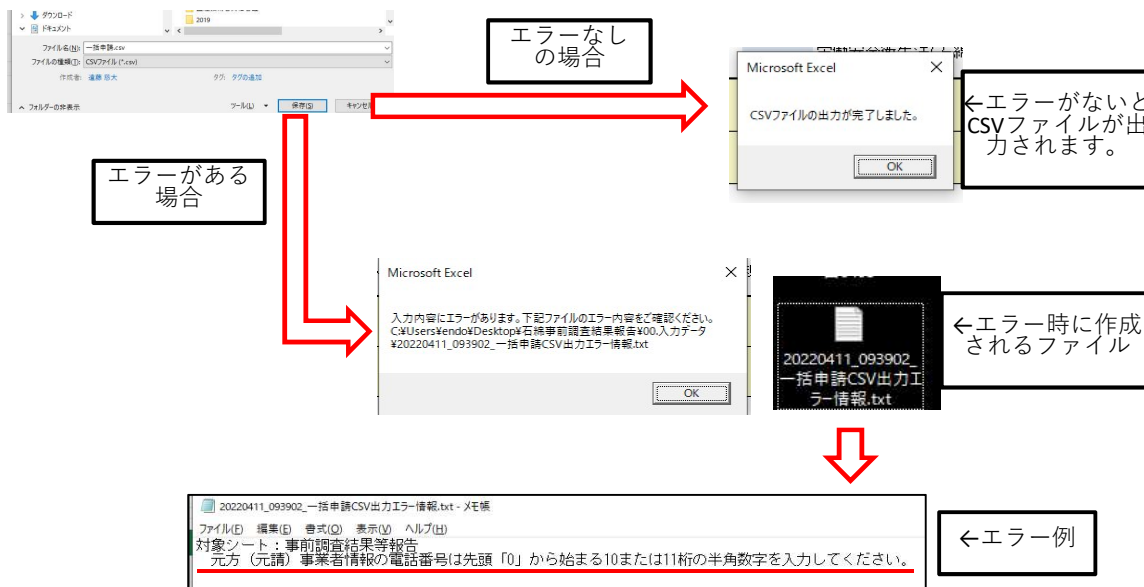 ダウンロード
ドキュメント
2019
ファイル名(N): 一括申請.csv
ファイルの種類(T): CSVファイル (*.csv)
作成者: 遠藤 悠大
タグ: タグの追加
フォルダーの非表示
ツール(L)
保存(S)
キャンセル
エラーなし
の場合
Microsoft Excel
CSVファイルの出力が完了しました。
OK
←エラーがないと
CSVファイルが出
力されます。
エラーがある
場合
Microsoft Excel
入力内容にエラーがあります。下記ファイルのエラー内容をご確認ください。
C:¥Users¥endo¥Desktop¥石綿事前調査結果報告¥00.入力データ
¥20220411_093902_一括申請CSV出力エラー情報.txt
OK
20220411_093902_
一括申請CSV出力エ
ラー情報.txt
←エラー時に作成
されるファイル
20220411_093902_一括申請CSV出力エラー情報.txt - メモ帳
ファイル(F) 編集(E) 書式(O) 表示(V) ヘルプ(H)
対象シート：事前調査結果等報告
元方（元請）事業者情報の電話番号は先頭「0」から始まる10または11桁の半角数字を入力してください。
←エラー例